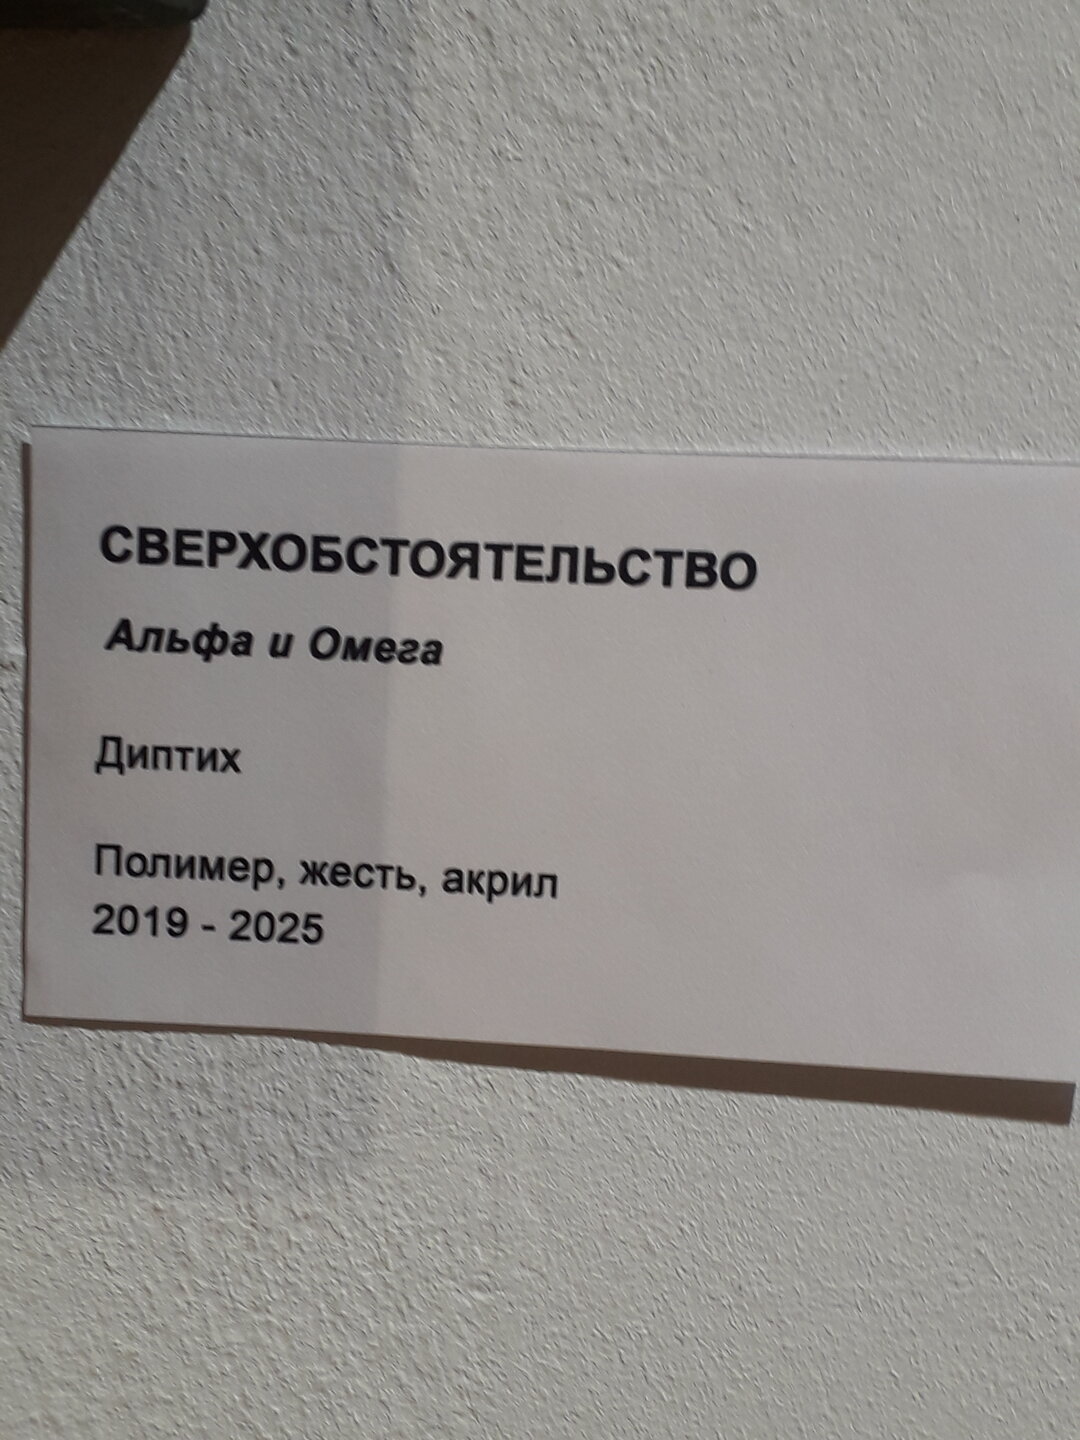 СВЕРХОБСТОЯТЕЛЬСТВО
Альфа и Омега
Диптих
Полимер, жесть, акрил
2019 - 2025